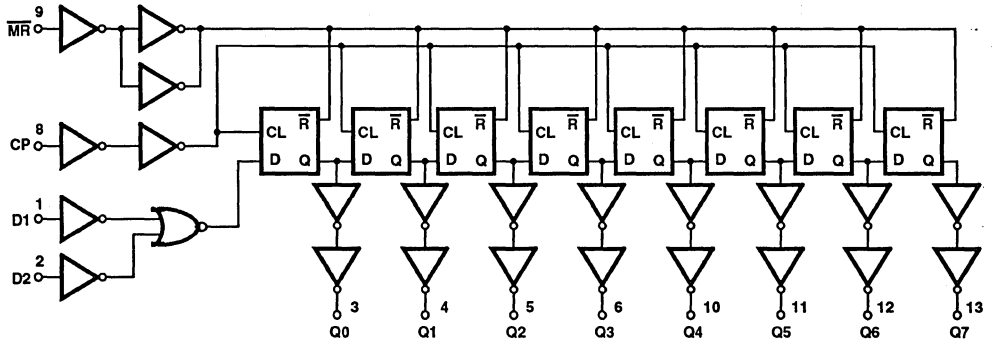 9
M̅R̅
8
CP
1
D1
2
D2
CL R̅ D Q
CL R̅ D Q
CL R̅ D Q
CL R̅ D Q
CL R̅ D Q
CL R̅ D Q
CL R̅ D Q
CL R̅ D Q
3 4 5 6 10 11 12 13
Q0 Q1 Q2 Q3 Q4 Q5 Q6 Q7